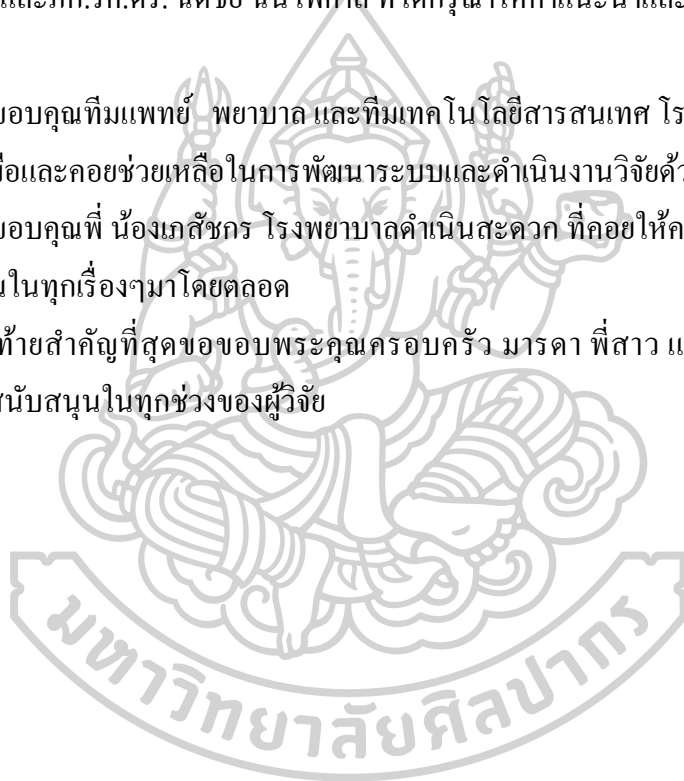 ขอบคุณทีมแพทย์ พยาบาล และทีมเทคโนโลยีสารสนเทศ
และคอยช่วยเหลือในการพัฒนาระบบและดำเนินงานวิจัย
ขอบคุณพี่ น้องเภสัชกร โรงพยาบาลดำเนินสะดวก ที่คอยให้
ในทุกเรื่องๆมาโดยตลอด
ท้ายสำคัญที่สุดขอขอบพระคุณครอบครัว มารดา พี่สาว
สนับสนุนในทุกช่วงของผู้วิจัย
มหาวิทยาลัยศิลปากร